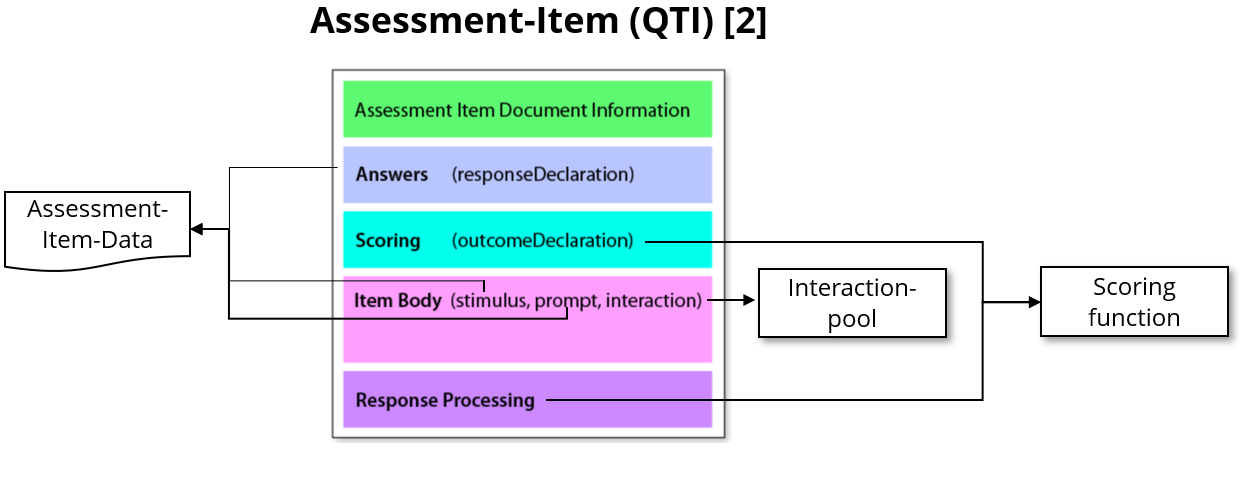 Assessment-Item (QTI) [2]
Assessment Item Document Information
Answers (responseDeclaration)
Assessment-
Item-Data
Scoring (outcomeDeclaration)
Item Body (stimulus, prompt, interaction)
Interaction-
pool
Scoring
function
Response Processing